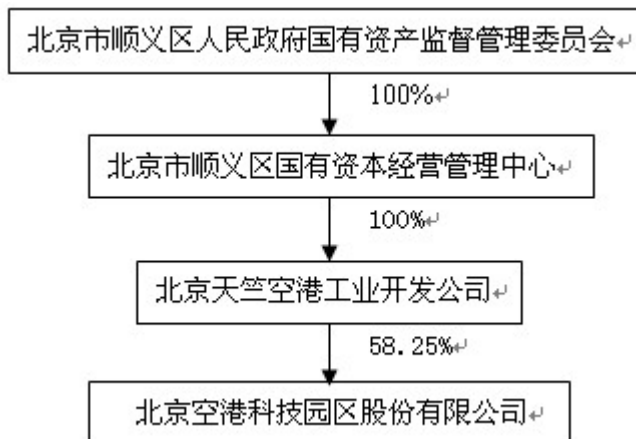 北京市顺义区人民政府国有资产监督管理委员会↵
100%↵
北京市顺义区国有资本经营管理中心↵
100%↵
北京天竺空港工业开发公司↵
58.25%↵
北京空港科技园区股份有限公司↵